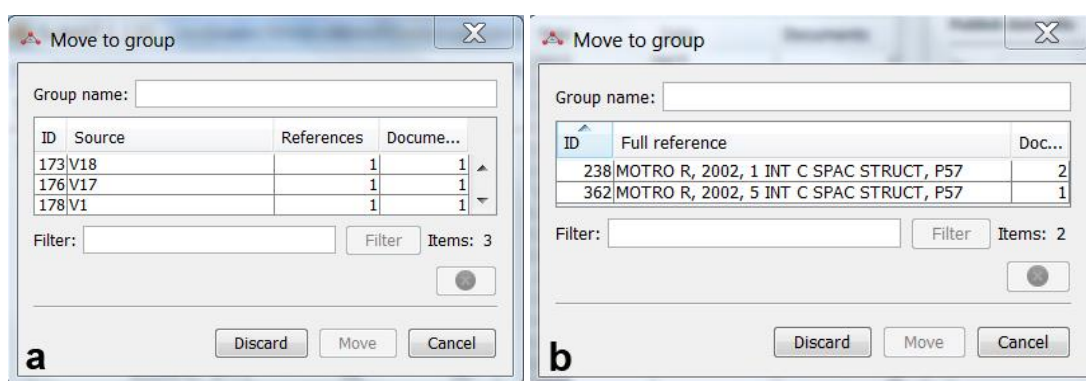 Move to group
Group name:
ID Source References Docume...
173 V18 1 1
176 V17 1 1
178 V1 1 1
Filter: Filter Items: 3
Discard Move Cancel
a
Move to group
Group name:
ID Full reference Doc...
238 MOTRO R, 2002, 1 INT C SPAC STRUCT, P57 2
362 MOTRO R, 2002, 5 INT C SPAC STRUCT, P57 1
Filter: Filter Items: 2
Discard Move Cancel
b